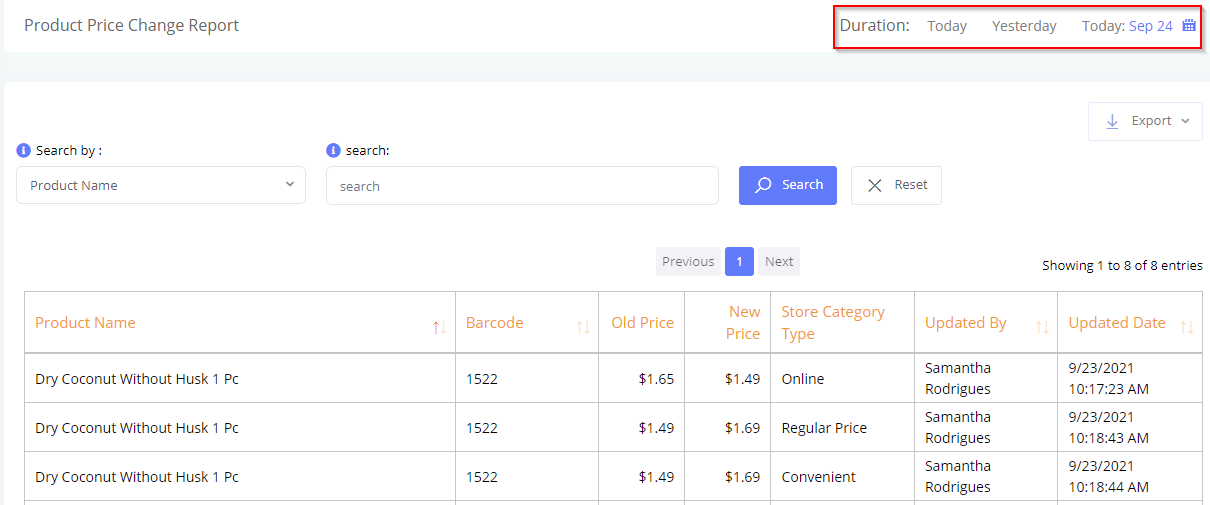 Product Price Change Report
Duration: Today Yesterday Today: Sep 24
Export
Search by :
search:
Product Name
search
Search
Reset
Previous 1 Next
Showing 1 to 8 of 8 entries
Product Name Barcode Old Price New Price Store Category Type Updated By Updated Date
Dry Coconut Without Husk 1 Pc 1522 $1.65 $1.49 Online Samantha Rodrigues 9/23/2021 10:17:23 AM
Dry Coconut Without Husk 1 Pc 1522 $1.49 $1.69 Regular Price Samantha Rodrigues 9/23/2021 10:18:43 AM
Dry Coconut Without Husk 1 Pc 1522 $1.49 $1.69 Convenient Samantha Rodrigues 9/23/2021 10:18:44 AM